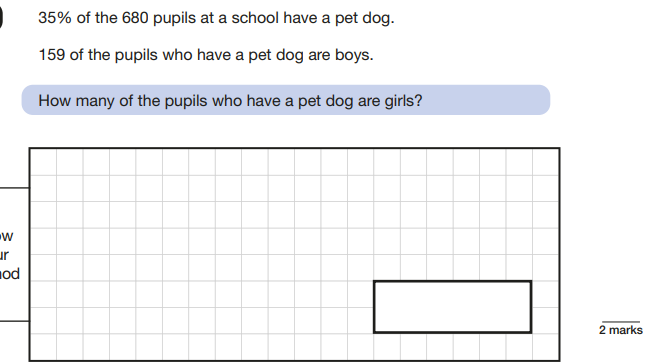 35% of the 680 pupils at a school have a pet dog.
159 of the pupils who have a pet dog are boys.
How many of the pupils who have a pet dog are girls?
2 marks